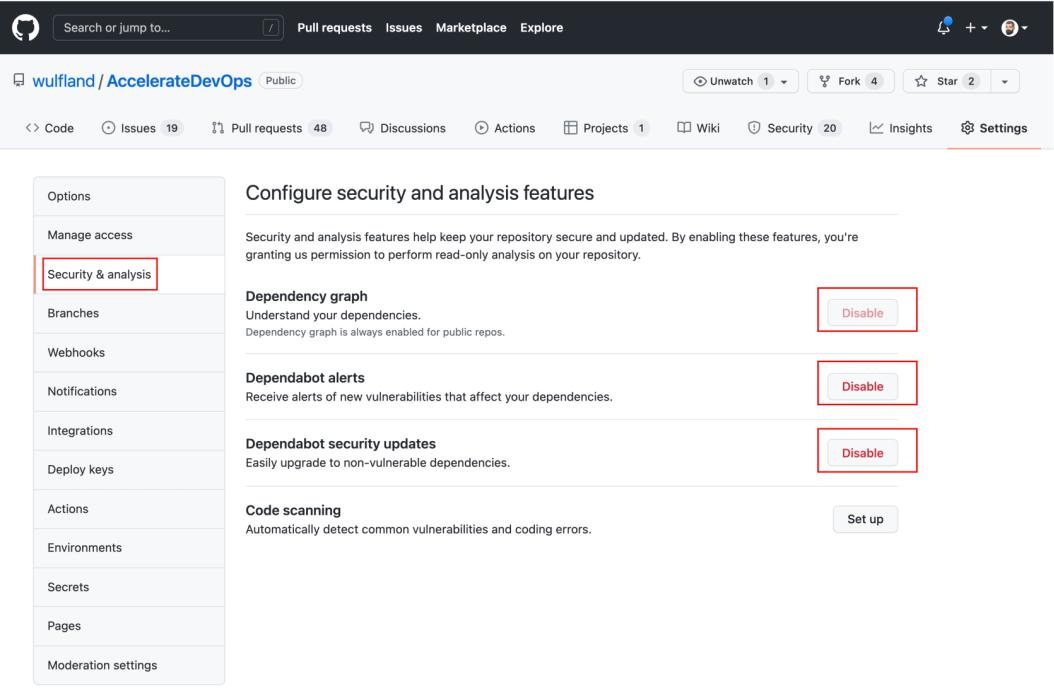 Search or jump to... /
Pull requests Issues Marketplace Explore
wulfland / AccelerateDevOps Public
Unwatch 1 Fork 4 Star 2
Code Issues 19 Pull requests 48 Discussions Actions Projects 1 Wiki Security 20 Insights Settings
Options
Manage access
Security & analysis
Branches
Webhooks
Notifications
Integrations
Deploy keys
Actions
Environments
Secrets
Pages
Moderation settings
Configure security and analysis features
Security and analysis features help keep your repository secure and updated. By enabling these features, you're
granting us permission to perform read-only analysis on your repository.
Dependency graph
Understand your dependencies.
Dependency graph is always enabled for public repos.
Disable
Dependabot alerts
Receive alerts of new vulnerabilities that affect your dependencies.
Disable
Dependabot security updates
Easily upgrade to non-vulnerable dependencies.
Disable
Code scanning
Automatically detect common vulnerabilities and coding errors.
Set up